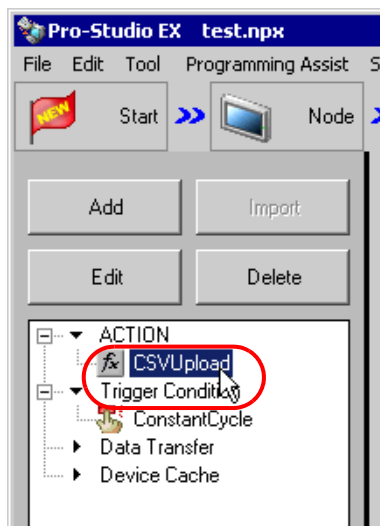 Pro-Studio EX test.npx
File Edit Tool Programming Assist S
NEW Start Node
Add Import
Edit Delete
ACTION
fx CSVUpload
Trigger Condition
ConstantCycle
Data Transfer
Device Cache